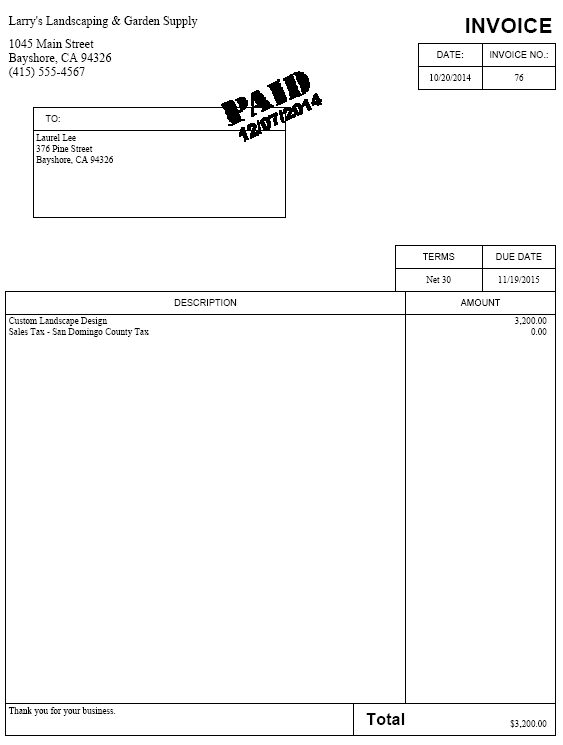 Larry's Landscaping & Garden Supply
INVOICE
1045 Main Street
Bayshore, CA 94326
(415) 555-4567
DATE: INVOICE NO.:
10/20/2014 76
PAID
12/07/2014
TO:
Laurel Lee
376 Pine Street
Bayshore, CA 94326
TERMS DUE DATE
Net 30 11/19/2015
DESCRIPTION AMOUNT
Custom Landscape Design 3,200.00
Sales Tax - San Domingo County Tax 0.00
Thank you for your business.
Total $3,200.00